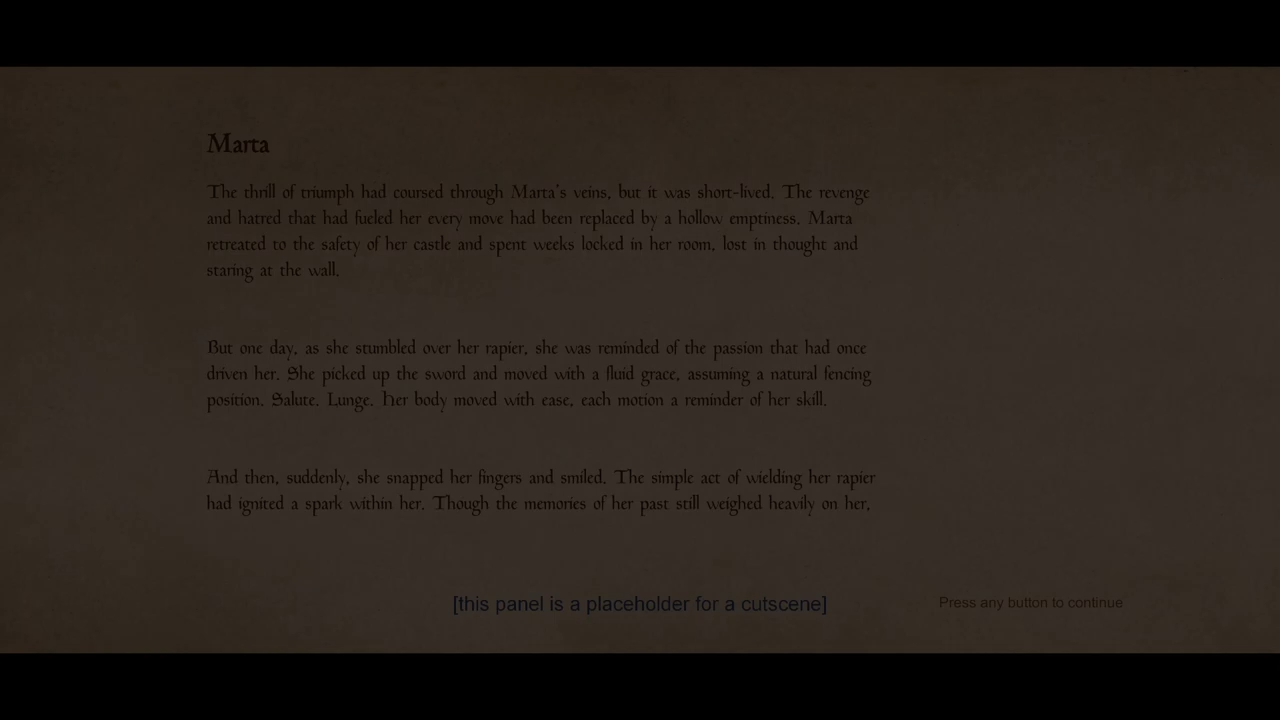 Marta
The thrill of triumph had coursed through Marta's veins, but it was short-lived. The revenge
and hatred that had fueled her every move had been replaced by a hollow emptiness. Marta
retreated to the safety of her castle and spent weeks locked in her room, lost in thought and
staring at the wall.
But one day, as she stumbled over her rapier, she was reminded of the passion that had once
driven her. She picked up the sword and moved with a fluid grace, assuming a natural fencing
position. Salute. Lunge. Her body moved with ease, each motion a reminder of her skill.
And then, suddenly, she snapped her fingers and smiled. The simple act of wielding her rapier
had ignited a spark within her. Though the memories of her past still weighed heavily on her,
[this panel is a placeholder for a cutscene]
Press any button to continue